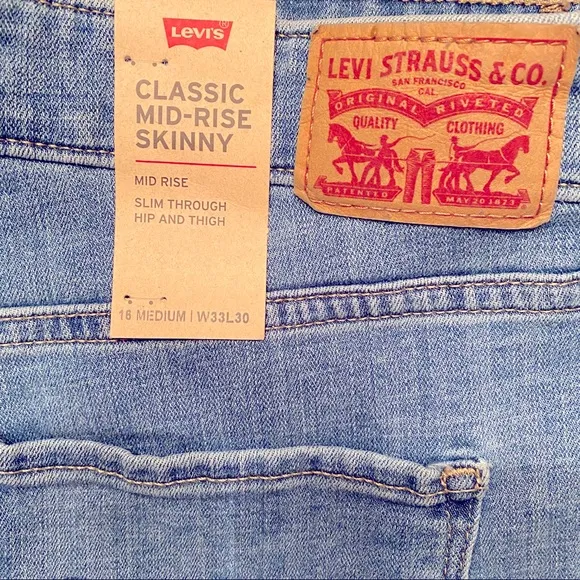 LEVI'S
CLASSIC
MID-RISE
SKINNY
MID RISE
SLIM THROUGH
HIP AND THIGH
16 MEDIUM | W33L30
LEVI STRAUSS & CO.
SAN FRANCISCO
CAL
ORIGINAL RIVETED
QUALITY CLOTHING
PATENTED
MAY 20 1873